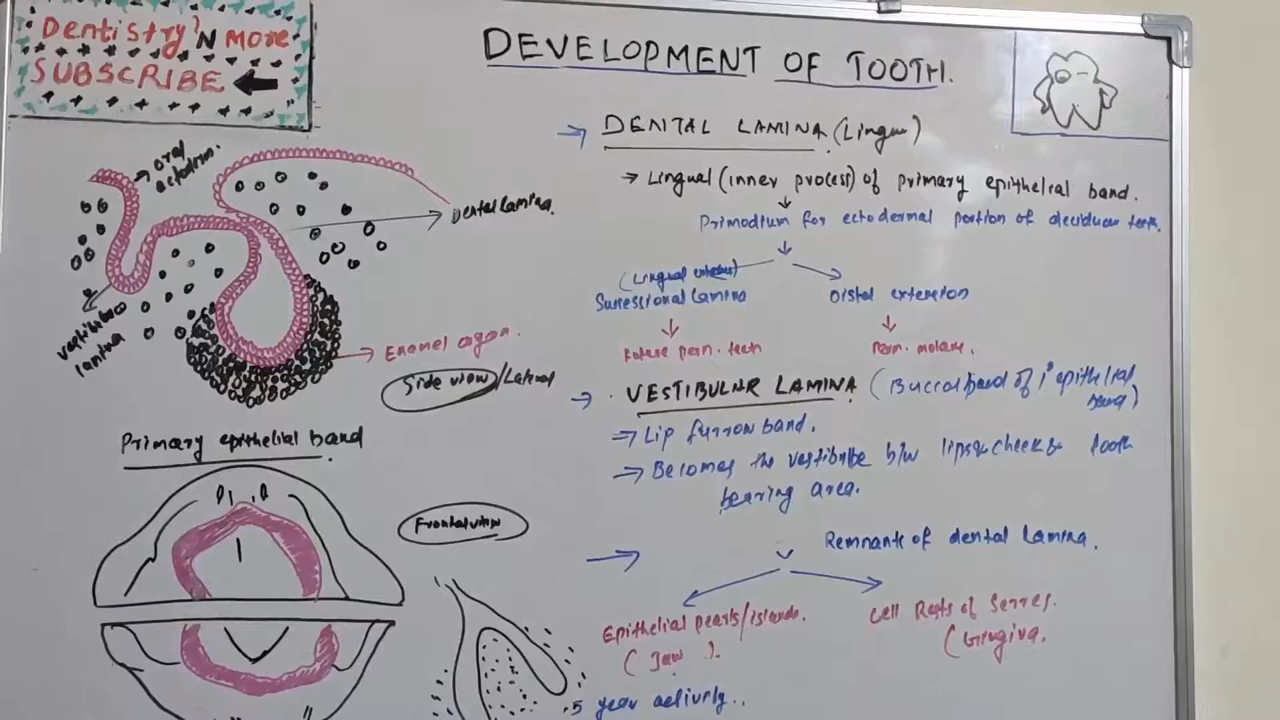 Dentistry'N more
SUBSCRIBE
DEVELOPMENT OF TOOTH.
→ DENTAL LAMINA (Lingual)
→ Lingual (inner process) of primary epithelial band.
Primodium for ectodermal portion of deciduous teeth.
(Lingual
Successional Lamina
Distal extension
Future perm. teeth
Perm. molars.
→ VESTIBULAR LAMINA (Buccal band of 1° epithelial
band)
⇒ Lip furrow band.
⇒ Becomes the vestibule b/w lips & cheek & tooth
bearing area.
Remnants of dental lamina.
Epithelial pearls/islands.
(Jaw).
Cell Rests of Serres.
(Gingiva.
5 year activity..
oral
ectoderm.
Dental lamina.
vestibular
lamina
Enamel organ.
Side view/Lateral
Primary epithelial band
Frontal view